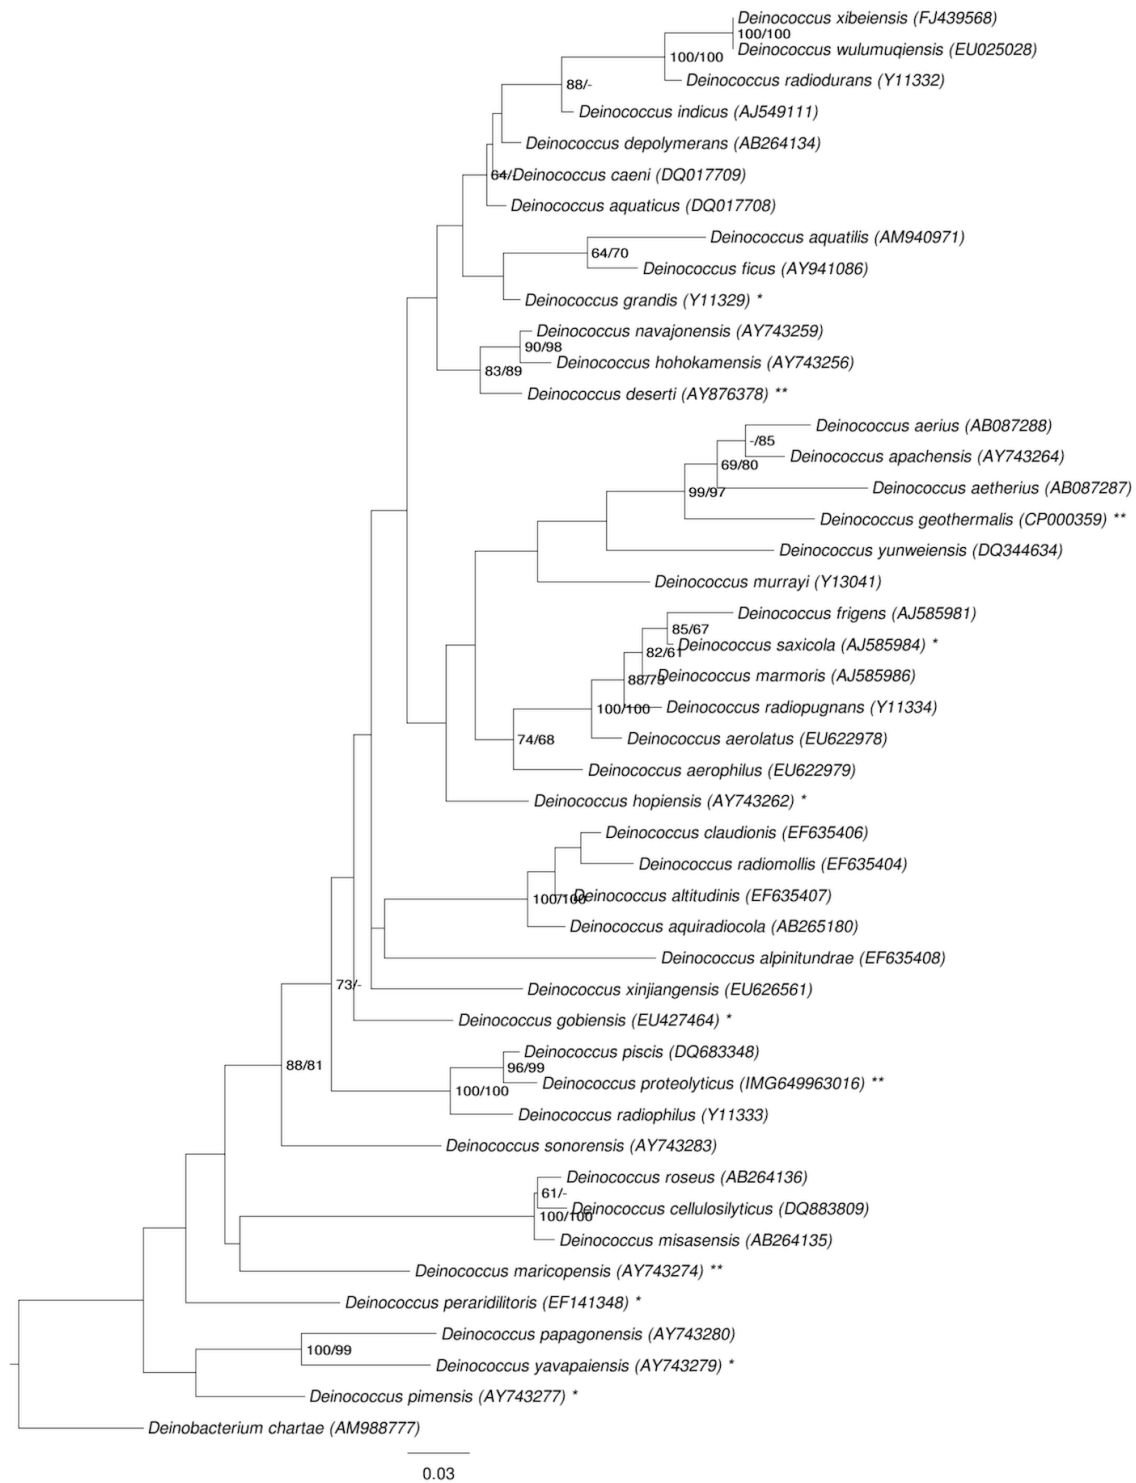 Deinococcus xibeiensis (FJ439568)
100/100
Deinococcus wulumuqiensis (EU025028)
100/100
Deinococcus radiodurans (Y11332)
88/-
Deinococcus indicus (AJ549111)
Deinococcus depolymerans (AB264134)
64/-
Deinococcus caeni (DQ017709)
Deinococcus aquaticus (DQ017708)
Deinococcus aquatilis (AM940971)
64/70
Deinococcus ficus (AY941086)
Deinococcus grandis (Y11329) *
Deinococcus navajonensis (AY743259)
90/98
Deinococcus hohokamensis (AY743256)
83/89
Deinococcus deserti (AY876378) **
Deinococcus aerius (AB087288)
-/85
Deinococcus apachensis (AY743264)
69/80
Deinococcus aetherius (AB087287)
99/97
Deinococcus geothermalis (CP000359) **
Deinococcus yunweiensis (DQ344634)
Deinococcus murrayi (Y13041)
Deinococcus frigens (AJ585981)
85/67
Deinococcus saxicola (AJ585984) *
82/61
Deinococcus marmoris (AJ585986)
88/73
Deinococcus radiopugnans (Y11334)
100/100
Deinococcus aerolatus (EU622978)
74/68
Deinococcus aerophilus (EU622979)
Deinococcus hopiensis (AY743262) *
Deinococcus claudionis (EF635406)
Deinococcus radiomollis (EF635404)
Deinococcus altitudinis (EF635407)
100/100
Deinococcus aquiradiocola (AB265180)
Deinococcus alpinitundrae (EF635408)
73/-
Deinococcus xinjiangensis (EU626561)
Deinococcus gobiensis (EU427464) *
Deinococcus piscis (DQ683348)
88/81
96/99
Deinococcus proteolyticus (IMG649963016) **
100/100
Deinococcus radiophilus (Y11333)
Deinococcus sonorensis (AY743283)
Deinococcus roseus (AB264136)
61/-
Deinococcus cellulosilyticus (DQ883809)
100/100
Deinococcus misasensis (AB264135)
Deinococcus maricopensis (AY743274) **
Deinococcus peraridilitoris (EF141348) *
Deinococcus papagonensis (AY743280)
100/99
Deinococcus yavapaiensis (AY743279) *
Deinococcus pimensis (AY743277) *
Deinobacterium chartae (AM988777)
0.03